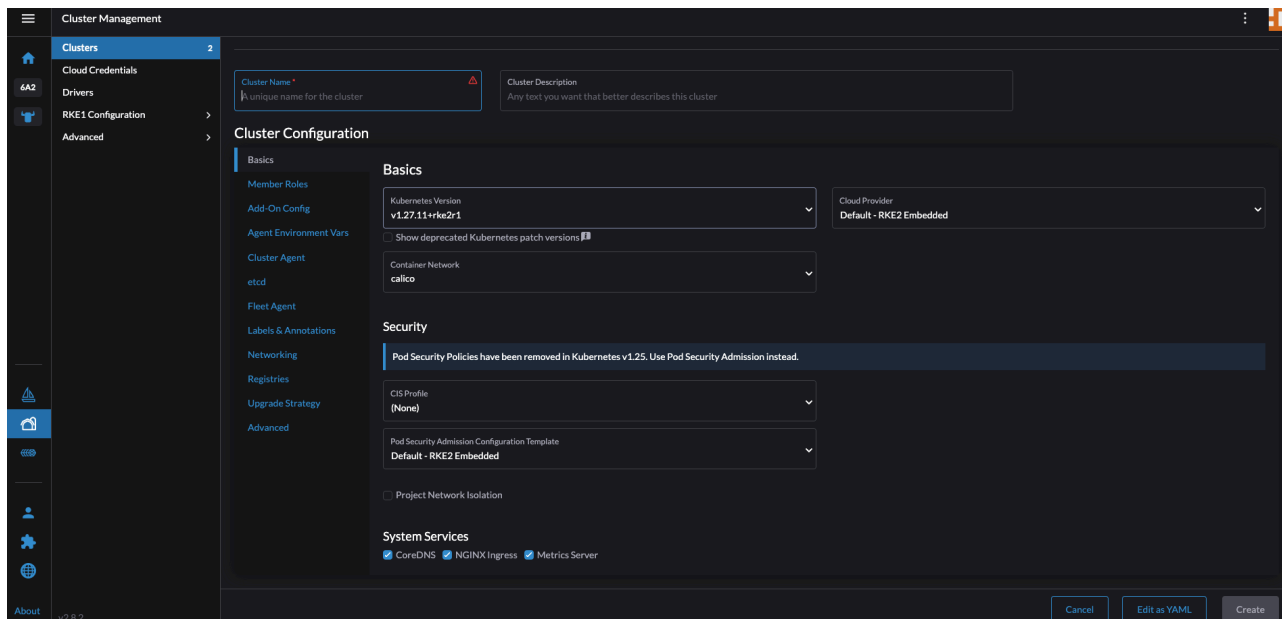 Cluster Management
Clusters 2
Cloud Credentials
6A2
Drivers
RKE1 Configuration
Advanced
Cluster Name *
A unique name for the cluster
Cluster Description
Any text you want that better describes this cluster
Cluster Configuration
Basics
Member Roles
Add-On Config
Agent Environment Vars
Cluster Agent
etcd
Fleet Agent
Labels & Annotations
Networking
Registries
Upgrade Strategy
Advanced
Basics
Kubernetes Version
v1.27.11+rke2r1
Cloud Provider
Default - RKE2 Embedded
Show deprecated Kubernetes patch versions
Container Network
calico
Security
Pod Security Policies have been removed in Kubernetes v1.25. Use Pod Security Admission instead.
CIS Profile
(None)
Pod Security Admission Configuration Template
Default - RKE2 Embedded
Project Network Isolation
System Services
CoreDNS NGINX Ingress Metrics Server
About
v2.8.2
Cancel
Edit as YAML
Create